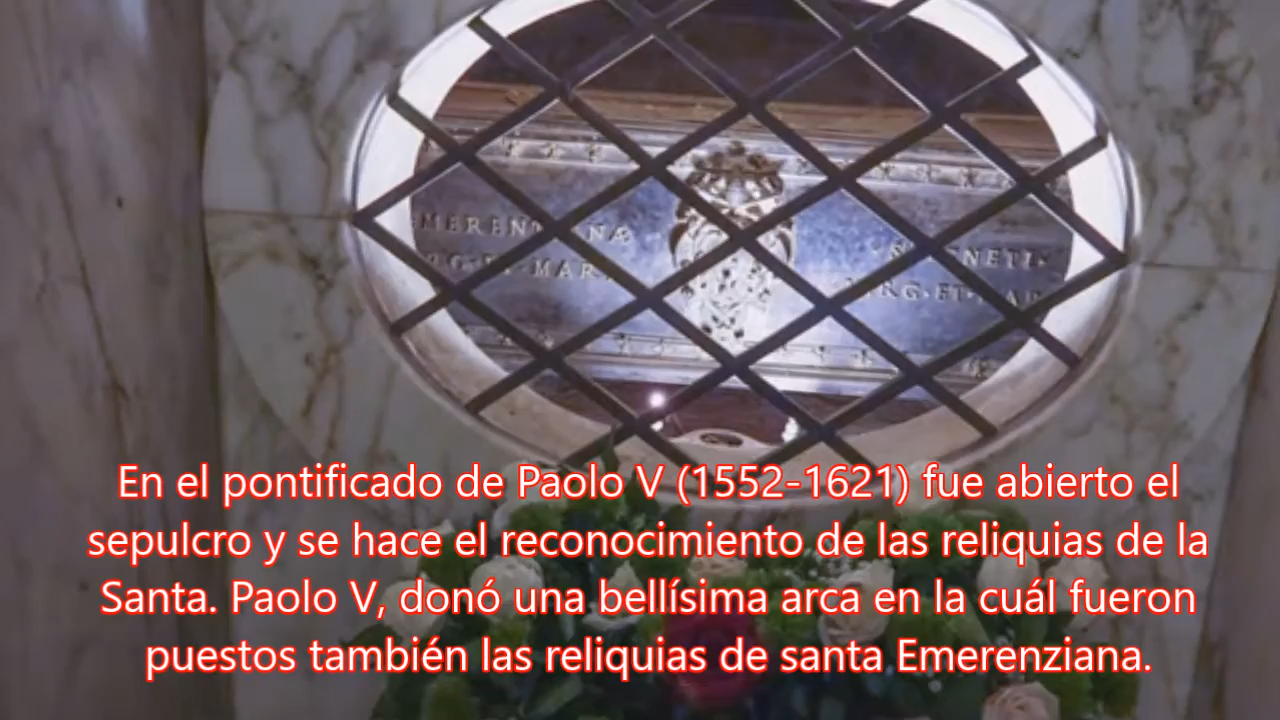 MAR
En el pontificado de Paolo V (1552-1621) fue abierto el
sepulcro y se hace el reconocimiento de las reliquias de la
Santa. Paolo V, donó una bellísima arca en la cuál fueron
puestos también las reliquias de santa Emerenziana.